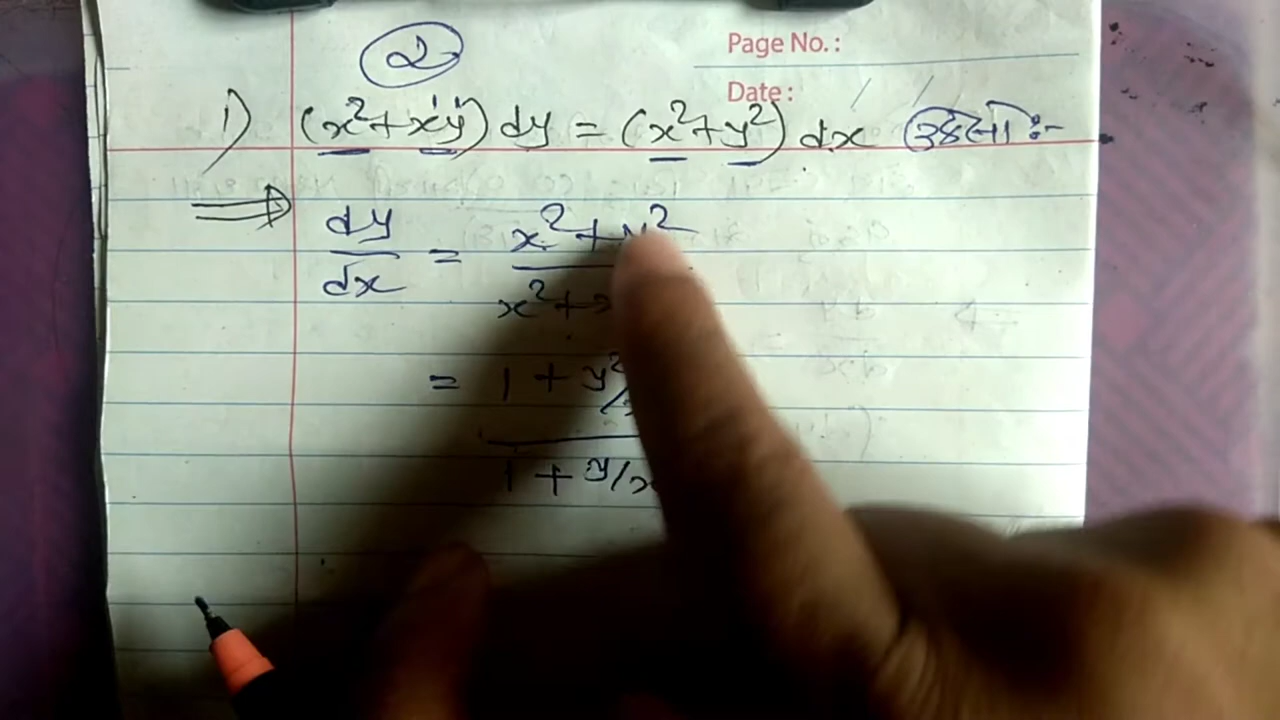 Page No. :
2
Date : / /
1) (x²+x'y') dy = (x²+y²) dx
⇒ dy/dx = x²+y² / x²+
= 1 + y²/ / 1 + y/x